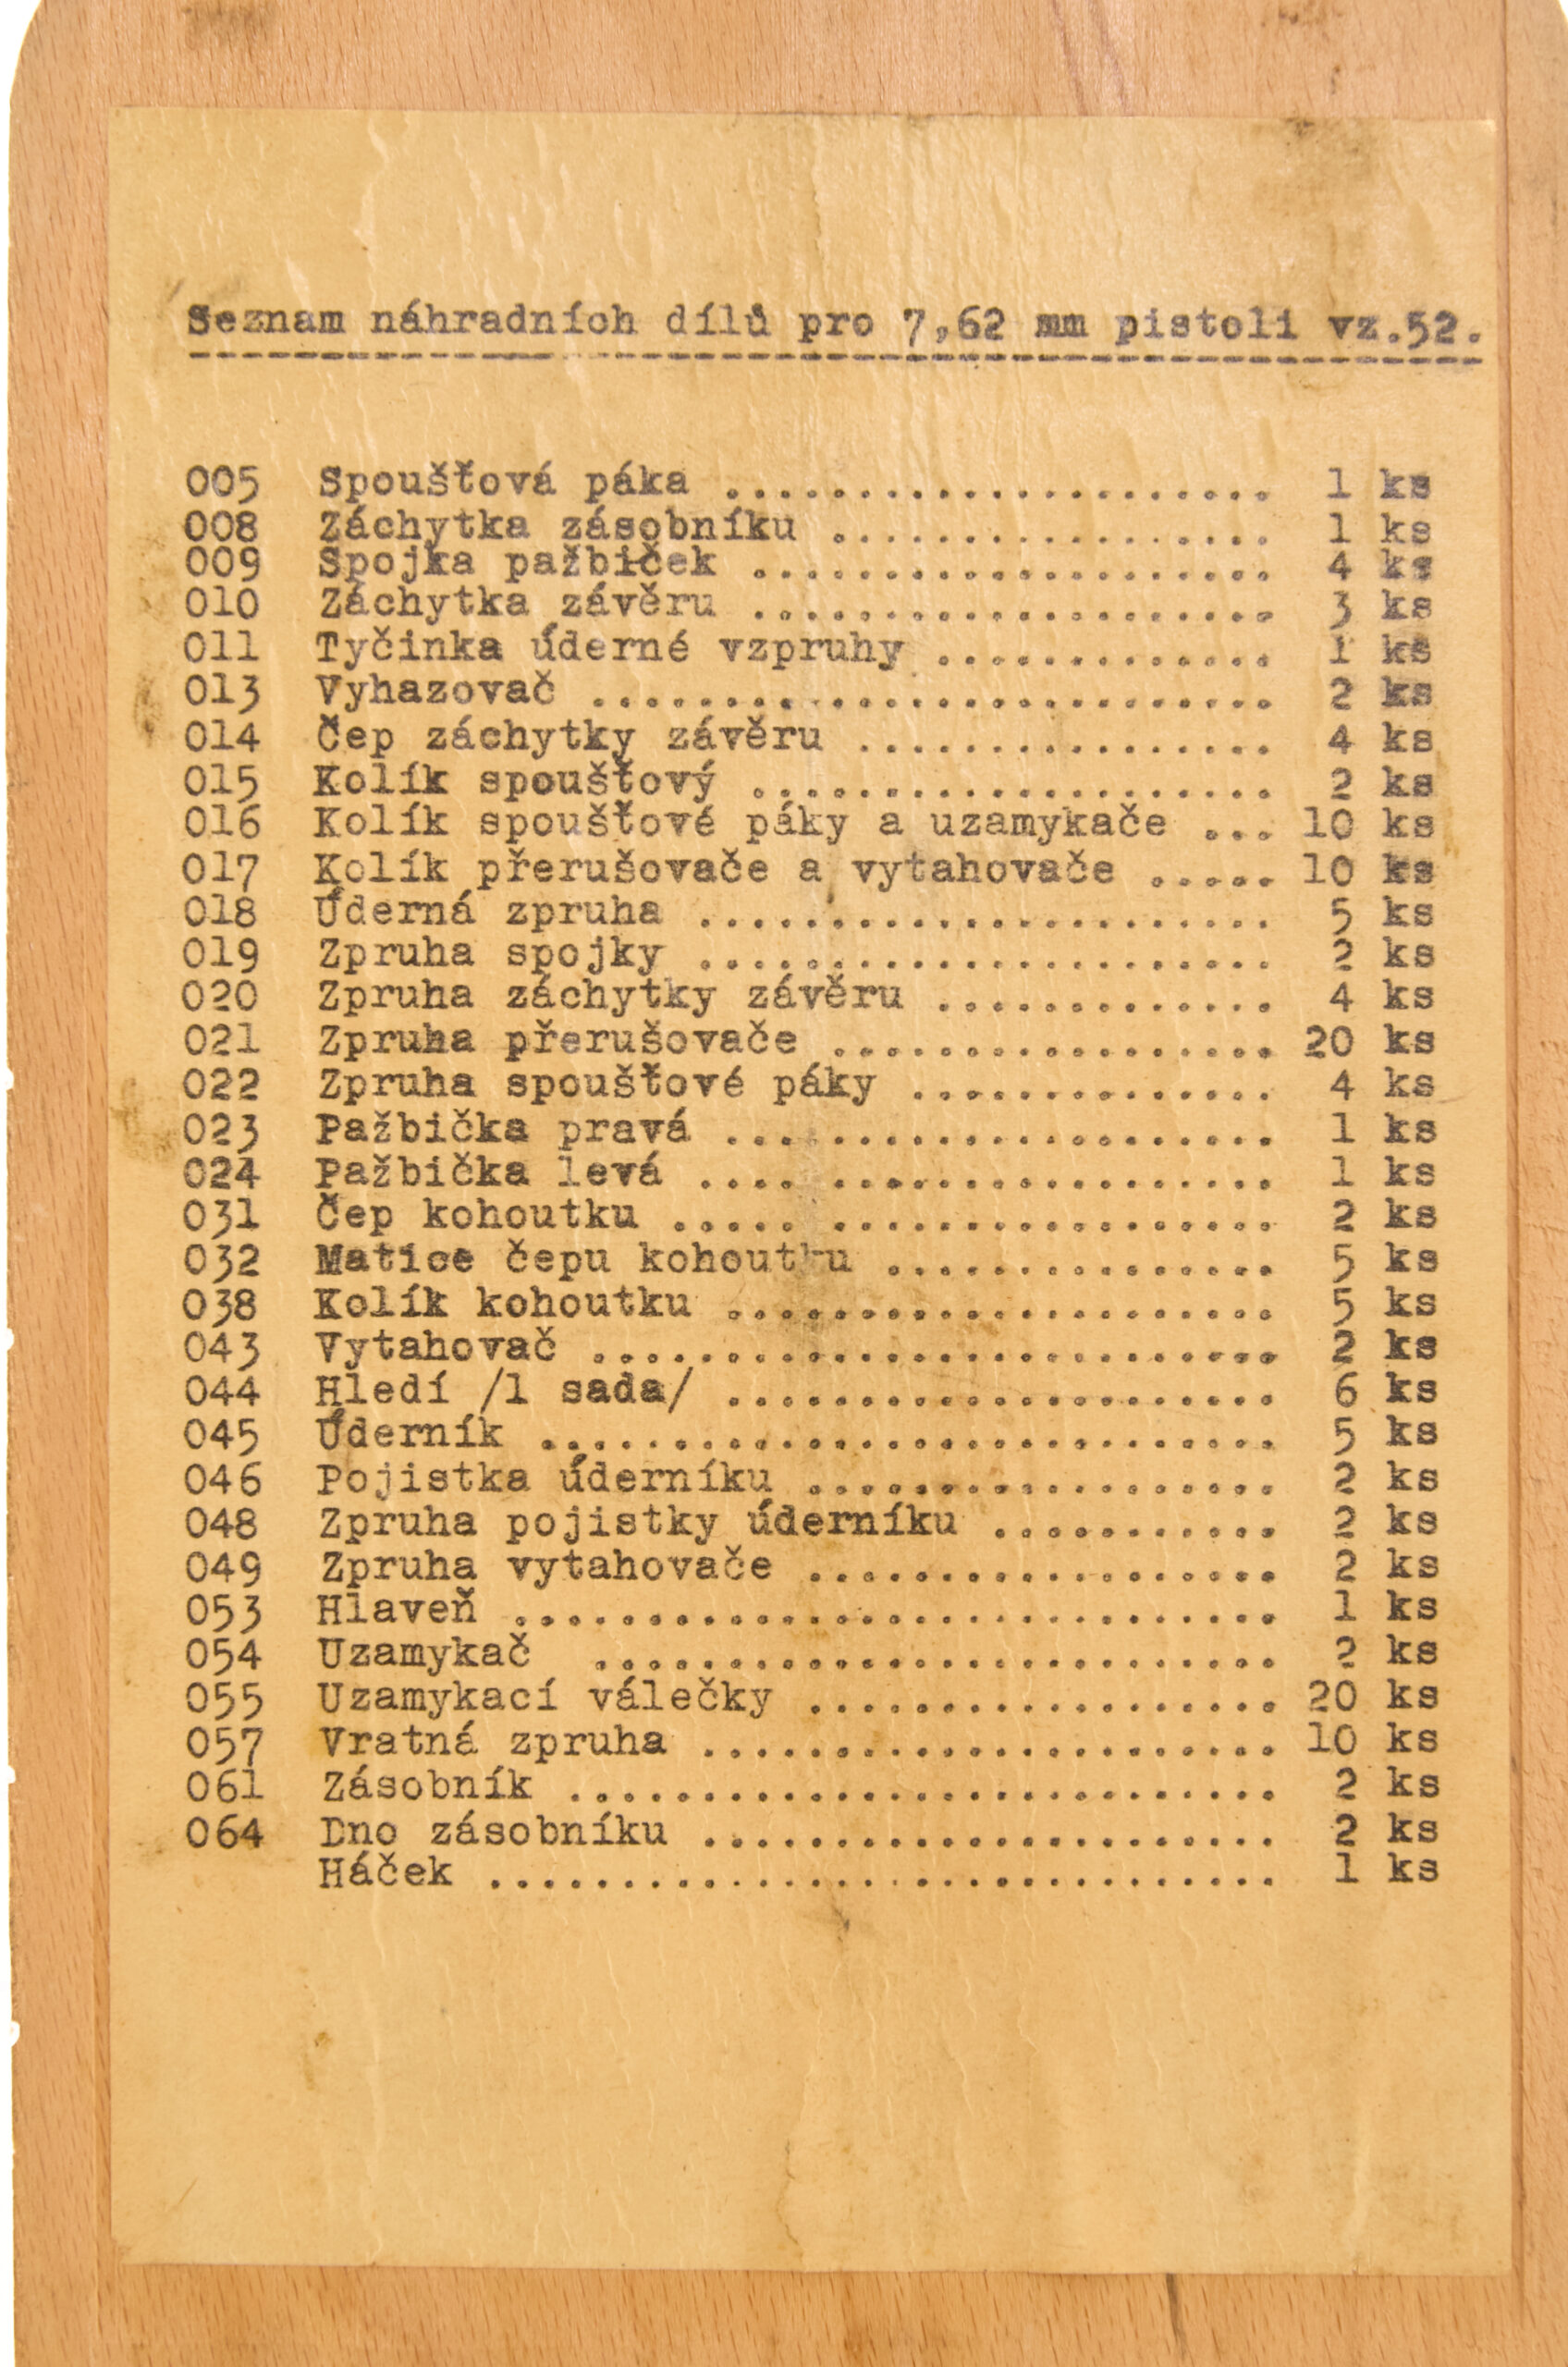 Seznam náhradních dílů pro 7,62 mm pistoli vz.52.
005 Spoušťová páka ..................... 1 ks
008 Záchytka zásobníku ................. 1 ks
009 Spojka pažbiček .................... 4 ks
010 Záchytka závěru .................... 3 ks
011 Tyčinka úderné vzpruhy ............. 1 ks
013 Vyhazovač .......................... 2 ks
014 Čep záchytky závěru ................ 4 ks
015 Kolík spoušťový .................... 2 ks
016 Kolík spoušťové páky a uzamykače ... 10 ks
017 Kolík přerušovače a vytahovače ..... 10 ks
018 Úderná zpruha ...................... 5 ks
019 Zpruha spojky ...................... 2 ks
020 Zpruha záchytky závěru ............. 4 ks
021 Zpruha přerušovače ................. 20 ks
022 Zpruha spoušťové páky .............. 4 ks
023 Pažbička pravá ..................... 1 ks
024 Pažbička levá ...................... 1 ks
031 Čep kohoutku ....................... 2 ks
032 Matice čepu kohoutku ............... 5 ks
038 Kolík kohoutku ..................... 5 ks
043 Vytahovač .......................... 2 ks
044 Hledí /1 sada/ ..................... 6 ks
045 Úderník ............................ 5 ks
046 Pojistka úderníku .................. 2 ks
048 Zpruha pojistky úderníku ........... 2 ks
049 Zpruha vytahovače .................. 2 ks
053 Hlaveň ............................. 1 ks
054 Uzamykač .......................... 2 ks
055 Uzamykací válečky .................. 20 ks
057 Vratná zpruha ...................... 10 ks
061 Zásobník ........................... 2 ks
064 Dno zásobníku ...................... 2 ks
Háček .............................. 1 ks